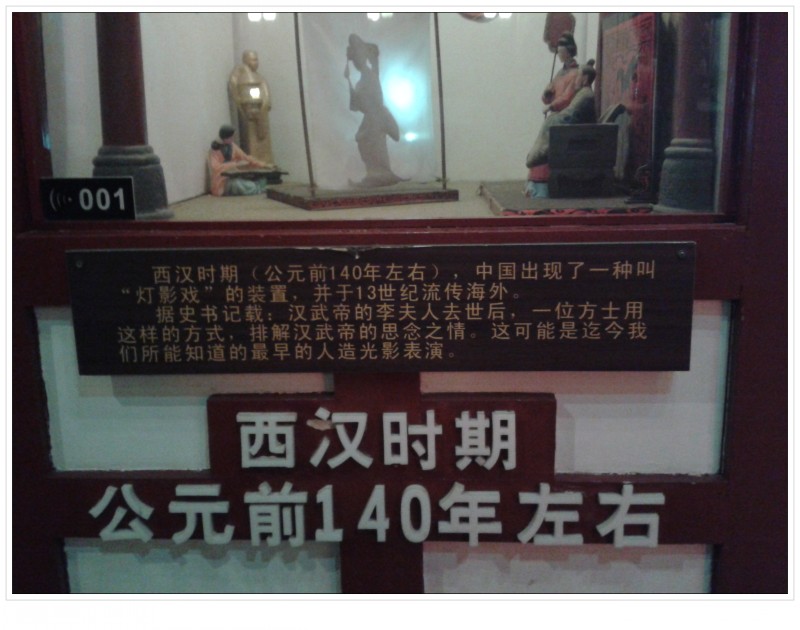 001
西汉时期（公元前140年左右），中国出现了一种叫
“灯影戏”的装置，并于13世纪流传海外。
据史书记载：汉武帝的李夫人去世后，一位方士用
这样的方式，排解汉武帝的思念之情。这可能是迄今我
们所能知道的最早的人造光影表演。
西汉时期
公元前140年左右